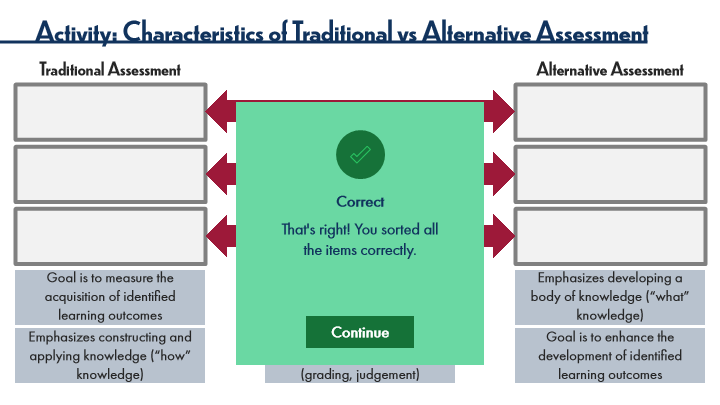 Activity: Characteristics of Traditional vs Alternative Assessment
Traditional Assessment
Alternative Assessment
Correct
That's right! You sorted all
the items correctly.
Continue
Goal is to measure the
acquisition of identified
learning outcomes
Emphasizes developing a
body of knowledge (“what”
knowledge)
Emphasizes constructing and
applying knowledge (“how”
knowledge)
(grading, judgement)
Goal is to enhance the
development of identified
learning outcomes